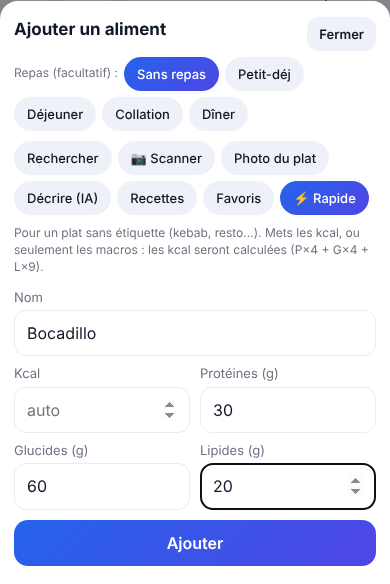 Ajouter un aliment
Fermer
Repas (facultatif) : Sans repas Petit-déj
Déjeuner Collation Dîner
Rechercher 📷 Scanner Photo du plat
Décrire (IA) Recettes Favoris ⚡ Rapide
Pour un plat sans étiquette (kebab, resto...). Mets les kcal, ou
seulement les macros : les kcal seront calculées (P×4 + G×4 +
L×9).
Nom
Bocadillo
Kcal Protéines (g)
auto 30
Glucides (g) Lipides (g)
60 20
Ajouter